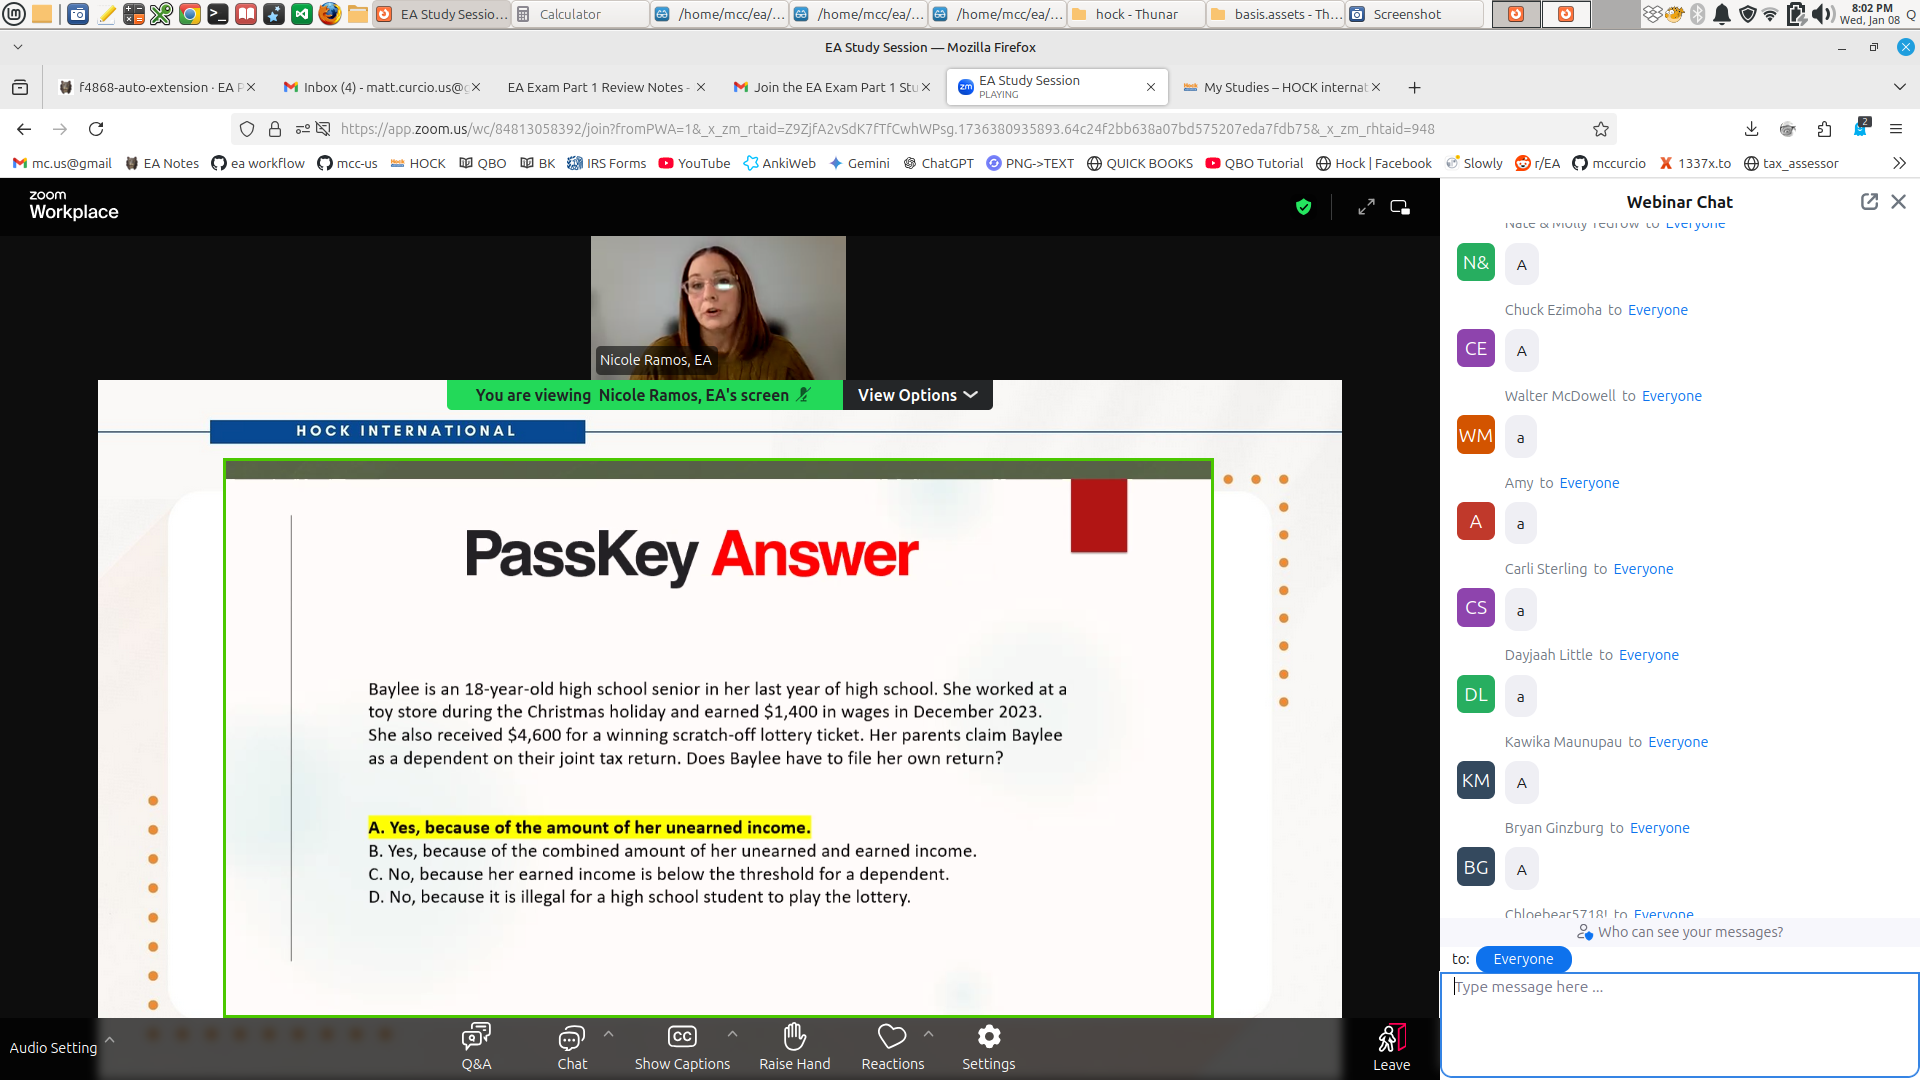 8:02 PM
Wed, Jan 08
EA Study Sessio...
Calculator
/home/mcc/ea/...
/home/mcc/ea/...
/home/mcc/ea/...
hock - Thunar
basis.assets - Th...
Screenshot
EA Study Session — Mozilla Firefox
f4868-auto-extension · EA P
Inbox (4) - matt.curcio.us@g
EA Exam Part 1 Review Notes -
Join the EA Exam Part 1 Stu
EA Study Session
PLAYING
My Studies – HOCK internat
https://app.zoom.us/wc/84813058392/join?fromPWA=1&_x_zm_rtaid=Z9ZjfA2vSdK7fTfCwhWPsg.1736380935893.64c24f2bb638a07bd575207eda7fdb75&_x_zm_rhtaid=948
2
mc.us@gmail
EA Notes
ea workflow
mcc-us
HOCK
QBO
BK
IRS Forms
YouTube
AnkiWeb
Gemini
ChatGPT
PNG->TEXT
QUICK BOOKS
QBO Tutorial
Hock | Facebook
Slowly
r/EA
mccurcio
1337x.to
tax_assessor
zoom
Workplace
Nicole Ramos, EA
You are viewing Nicole Ramos, EA's screen
View Options
HOCK INTERNATIONAL
PassKey Answer
Baylee is an 18-year-old high school senior in her last year of high school. She worked at a
toy store during the Christmas holiday and earned $1,400 in wages in December 2023.
She also received $4,600 for a winning scratch-off lottery ticket. Her parents claim Baylee
as a dependent on their joint tax return. Does Baylee have to file her own return?
A. Yes, because of the amount of her unearned income.
B. Yes, because of the combined amount of her unearned and earned income.
C. No, because her earned income is below the threshold for a dependent.
D. No, because it is illegal for a high school student to play the lottery.
Audio Setting
Q&A
Chat
CC
Show Captions
Raise Hand
Reactions
Settings
Leave
Webinar Chat
Nate & Molly Tedrow to Everyone
N&
A
Chuck Ezimoha to Everyone
CE
A
Walter McDowell to Everyone
WM
a
Amy to Everyone
A
a
Carli Sterling to Everyone
CS
a
Dayjaah Little to Everyone
DL
a
Kawika Maunupau to Everyone
KM
A
Bryan Ginzburg to Everyone
BG
A
Chloebear5718! to Everyone
Who can see your messages?
to: Everyone
Type message here ...